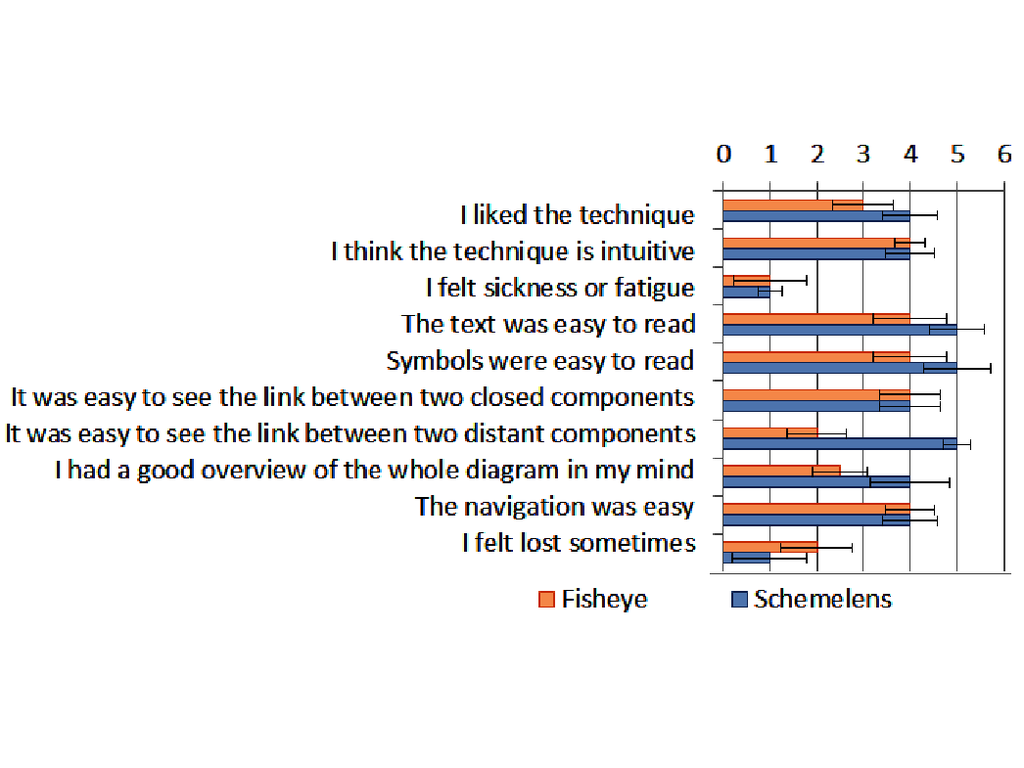 0 1 2 3 4 5 6
I liked the technique
I think the technique is intuitive
I felt sickness or fatigue
The text was easy to read
Symbols were easy to read
It was easy to see the link between two closed components
It was easy to see the link between two distant components
I had a good overview of the whole diagram in my mind
The navigation was easy
I felt lost sometimes
Fisheye Schemelens